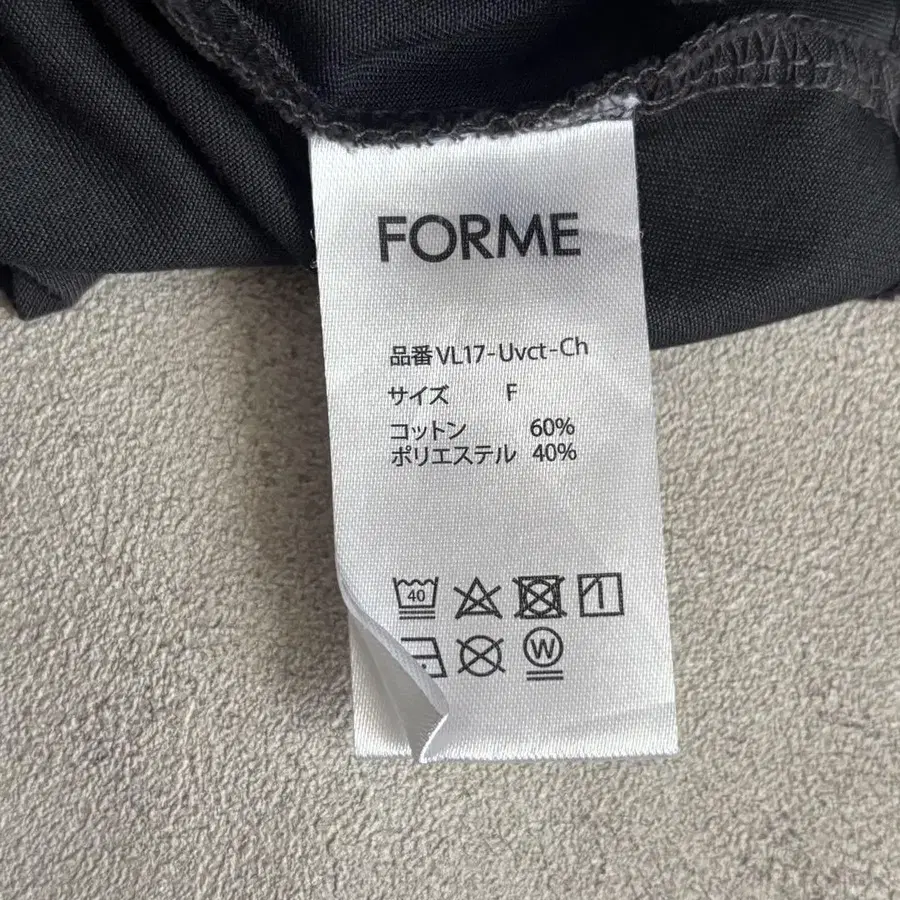 FORME
品番 VL17-Uvct-Ch
サイズ F
コットン 60%
ポリエステル 40%
40
W